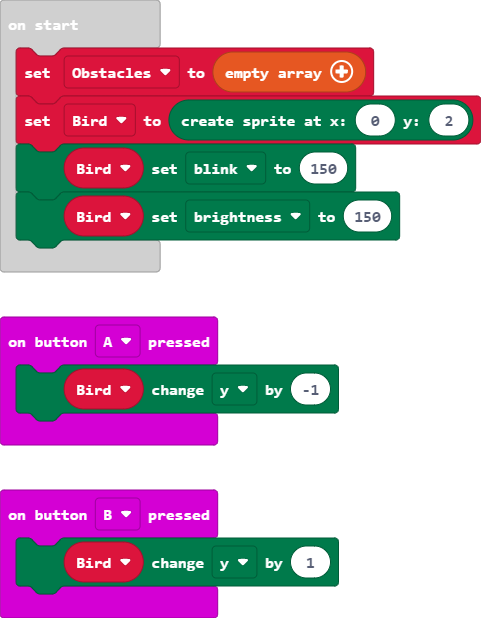 on start
set Obstacles to empty array
set Bird to create sprite at x: 0 y: 2
Bird set blink to 150
Bird set brightness to 150
on button A pressed
Bird change y by -1
on button B pressed
Bird change y by 1